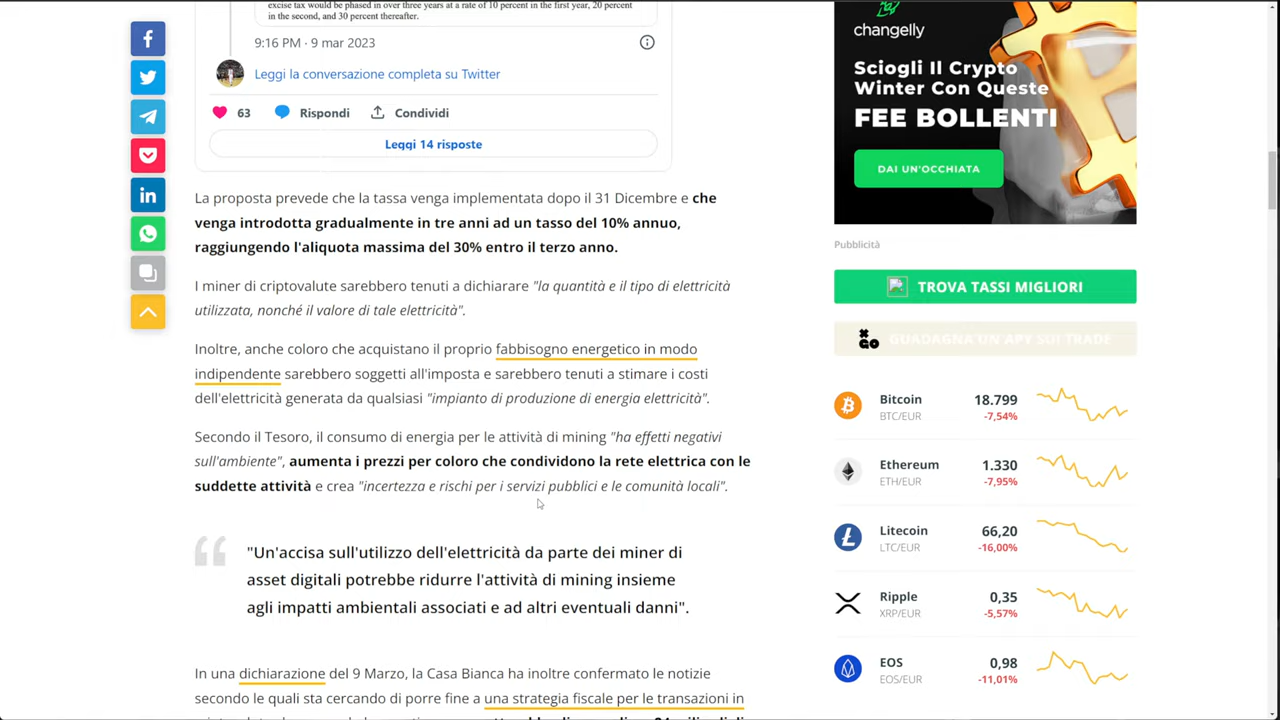 excise tax would be phased in over three years at a rate of 10 percent in the first year, 20 percent
in the second, and 30 percent thereafter.
9:16 PM · 9 mar 2023
Leggi la conversazione completa su Twitter
63 Rispondi Condividi
Leggi 14 risposte
La proposta prevede che la tassa venga implementata dopo il 31 Dicembre e che
venga introdotta gradualmente in tre anni ad un tasso del 10% annuo,
raggiungendo l'aliquota massima del 30% entro il terzo anno.
I miner di criptovalute sarebbero tenuti a dichiarare "la quantità e il tipo di elettricità
utilizzata, nonché il valore di tale elettricità".
Inoltre, anche coloro che acquistano il proprio fabbisogno energetico in modo
indipendente sarebbero soggetti all'imposta e sarebbero tenuti a stimare i costi
dell'elettricità generata da qualsiasi "impianto di produzione di energia elettricità".
Secondo il Tesoro, il consumo di energia per le attività di mining "ha effetti negativi
sull'ambiente", aumenta i prezzi per coloro che condividono la rete elettrica con le
suddette attività e crea "incertezza e rischi per i servizi pubblici e le comunità locali".
"Un'accisa sull'utilizzo dell'elettricità da parte dei miner di
asset digitali potrebbe ridurre l'attività di mining insieme
agli impatti ambientali associati e ad altri eventuali danni".
In una dichiarazione del 9 Marzo, la Casa Bianca ha inoltre confermato le notizie
secondo le quali sta cercando di porre fine a una strategia fiscale per le transazioni in
changelly
Sciogli Il Crypto
Winter Con Queste
FEE BOLLENTI
DAI UN'OCCHIATA
Pubblicità
TROVA TASSI MIGLIORI
GO GUADAGNA UN APY SUI TRADE
Bitcoin 18.799
BTC/EUR -7,54%
Ethereum 1.330
ETH/EUR -7,95%
Litecoin 66,20
LTC/EUR -16,00%
Ripple 0,35
XRP/EUR -5,57%
EOS 0,98
EOS/EUR -11,01%